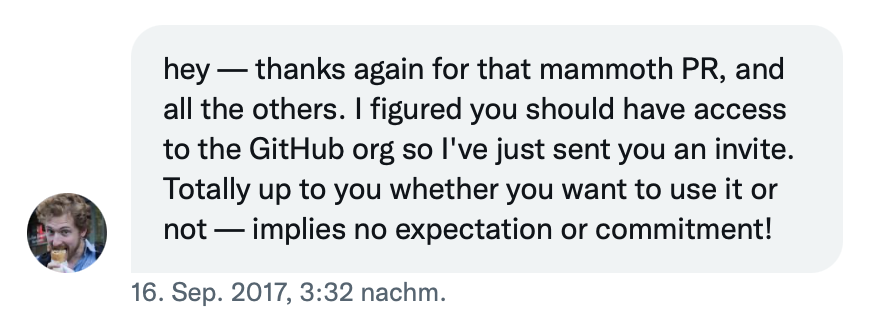 hey — thanks again for that mammoth PR, and
all the others. I figured you should have access
to the GitHub org so I've just sent you an invite.
Totally up to you whether you want to use it or
not — implies no expectation or commitment!
16. Sep. 2017, 3:32 nachm.